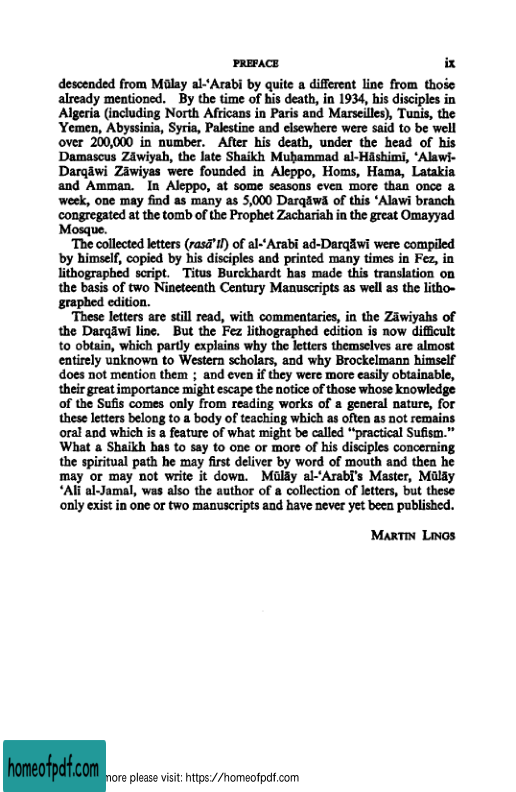 PREFACE ix
descended from Mūlay al-‘Arabī by quite a different line from those
already mentioned. By the time of his death, in 1934, his disciples in
Algeria (including North Africans in Paris and Marseilles), Tunis, the
Yemen, Abyssinia, Syria, Palestine and elsewhere were said to be well
over 200,000 in number. After his death, under the head of his
Damascus Zāwiyah, the late Shaikh Muḥammad al-Hāshimī, ‘Alawī-
Darqāwī Zāwiyas were founded in Aleppo, Homs, Hama, Latakia
and Amman. In Aleppo, at some seasons even more than once a
week, one may find as many as 5,000 Darqāwā of this ‘Alawi branch
congregated at the tomb of the Prophet Zachariah in the great Omayyad
Mosque.
The collected letters (rasā’il) of al-‘Arabī ad-Darqāwī were compiled
by himself, copied by his disciples and printed many times in Fez, in
lithographed script. Titus Burckhardt has made this translation on
the basis of two Nineteenth Century Manuscripts as well as the litho-
graphed edition.
These letters are still read, with commentaries, in the Zāwiyahs of
the Darqāwī line. But the Fez lithographed edition is now difficult
to obtain, which partly explains why the letters themselves are almost
entirely unknown to Western scholars, and why Brockelmann himself
does not mention them ; and even if they were more easily obtainable,
their great importance might escape the notice of those whose knowledge
of the Sufis comes only from reading works of a general nature, for
these letters belong to a body of teaching which as often as not remains
oral and which is a feature of what might be called “practical Sufism.”
What a Shaikh has to say to one or more of his disciples concerning
the spiritual path he may first deliver by word of mouth and then he
may or may not write it down. Mūlāy al-‘Arabī’s Master, Mūlāy
‘Alī al-Jamal, was also the author of a collection of letters, but these
only exist in one or two manuscripts and have never yet been published.
MARTIN LINGS
homeofpdf.com more please visit: https://homeofpdf.com